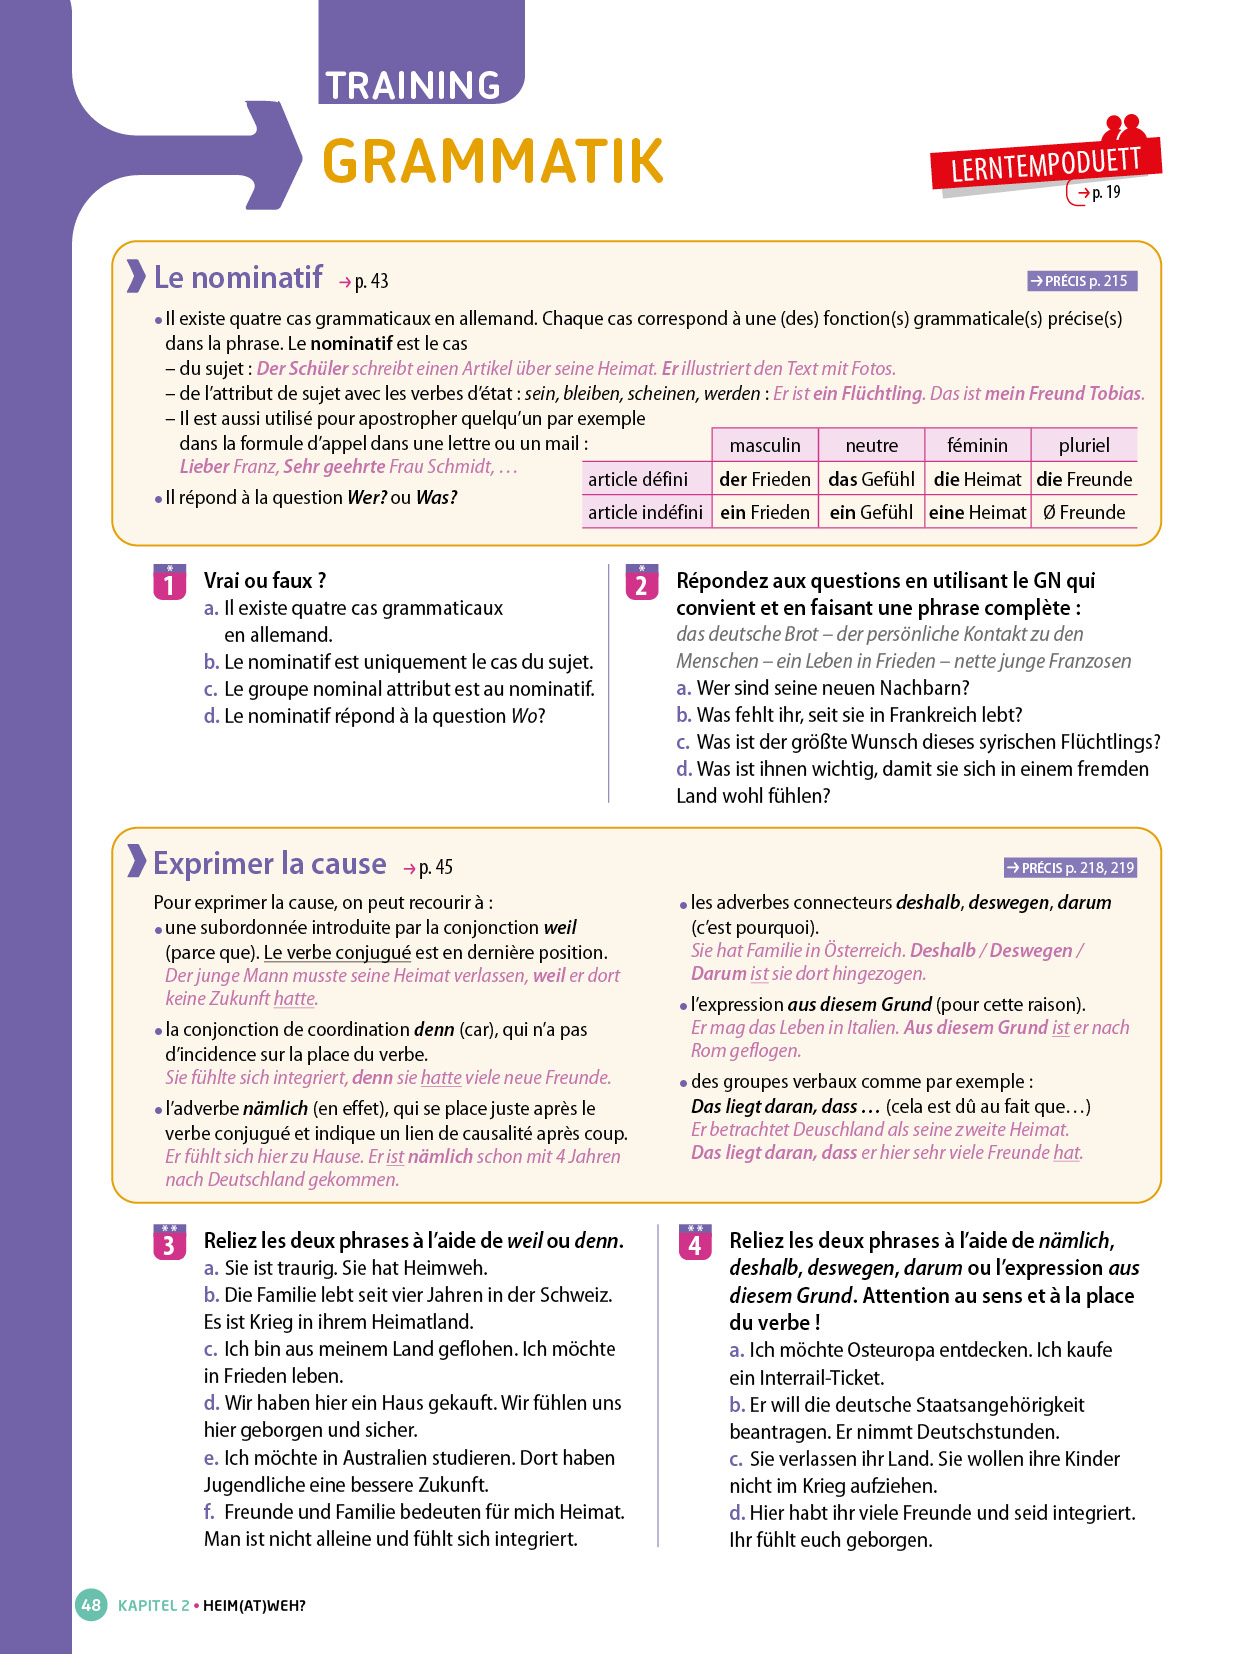 TRAINING
GRAMMATIK
LERNTEMPODUETT
→ p. 19
Le nominatif → p. 43
→ PRÉCIS p. 215
• Il existe quatre cas grammaticaux en allemand. Chaque cas correspond à une (des) fonction(s) grammaticale(s) précise(s)
dans la phrase. Le nominatif est le cas
– du sujet : Der Schüler schreibt einen Artikel über seine Heimat. Er illustriert den Text mit Fotos.
– de l’attribut de sujet avec les verbes d’état : sein, bleiben, scheinen, werden : Er ist ein Flüchtling. Das ist mein Freund Tobias.
– Il est aussi utilisé pour apostropher quelqu’un par exemple
dans la formule d’appel dans une lettre ou un mail :
Lieber Franz, Sehr geehrte Frau Schmidt, …
• Il répond à la question Wer? ou Was?
masculin neutre féminin pluriel
article défini der Frieden das Gefühl die Heimat die Freunde
article indéfini ein Frieden ein Gefühl eine Heimat Ø Freunde
*
1 Vrai ou faux ?
a. Il existe quatre cas grammaticaux
en allemand.
b. Le nominatif est uniquement le cas du sujet.
c. Le groupe nominal attribut est au nominatif.
d. Le nominatif répond à la question Wo?
*
2 Répondez aux questions en utilisant le GN qui
convient et en faisant une phrase complète :
das deutsche Brot – der persönliche Kontakt zu den
Menschen – ein Leben in Frieden – nette junge Franzosen
a. Wer sind seine neuen Nachbarn?
b. Was fehlt ihr, seit sie in Frankreich lebt?
c. Was ist der größte Wunsch dieses syrischen Flüchtlings?
d. Was ist ihnen wichtig, damit sie sich in einem fremden
Land wohl fühlen?
Exprimer la cause → p. 45
→ PRÉCIS p. 218, 219
Pour exprimer la cause, on peut recourir à :
• une subordonnée introduite par la conjonction weil
(parce que). Le verbe conjugué est en dernière position.
Der junge Mann musste seine Heimat verlassen, weil er dort
keine Zukunft hatte.
• la conjonction de coordination denn (car), qui n’a pas
d’incidence sur la place du verbe.
Sie fühlte sich integriert, denn sie hatte viele neue Freunde.
• l’adverbe nämlich (en effet), qui se place juste après le
verbe conjugué et indique un lien de causalité après coup.
Er fühlt sich hier zu Hause. Er ist nämlich schon mit 4 Jahren
nach Deutschland gekommen.
• les adverbes connecteurs deshalb, deswegen, darum
(c’est pourquoi).
Sie hat Familie in Österreich. Deshalb / Deswegen /
Darum ist sie dort hingezogen.
• l’expression aus diesem Grund (pour cette raison).
Er mag das Leben in Italien. Aus diesem Grund ist er nach
Rom geflogen.
• des groupes verbaux comme par exemple :
Das liegt daran, dass … (cela est dû au fait que…)
Er betrachtet Deuschland als seine zweite Heimat.
Das liegt daran, dass er hier sehr viele Freunde hat.
**
3 Reliez les deux phrases à l’aide de weil ou denn.
a. Sie ist traurig. Sie hat Heimweh.
b. Die Familie lebt seit vier Jahren in der Schweiz.
Es ist Krieg in ihrem Heimatland.
c. Ich bin aus meinem Land geflohen. Ich möchte
in Frieden leben.
d. Wir haben hier ein Haus gekauft. Wir fühlen uns
hier geborgen und sicher.
e. Ich möchte in Australien studieren. Dort haben
Jugendliche eine bessere Zukunft.
f. Freunde und Familie bedeuten für mich Heimat.
Man ist nicht alleine und fühlt sich integriert.
**
4 Reliez les deux phrases à l’aide de nämlich,
deshalb, deswegen, darum ou l’expression aus
diesem Grund. Attention au sens et à la place
du verbe !
a. Ich möchte Osteuropa entdecken. Ich kaufe
ein Interrail-Ticket.
b. Er will die deutsche Staatsangehörigkeit
beantragen. Er nimmt Deutschstunden.
c. Sie verlassen ihr Land. Sie wollen ihre Kinder
nicht im Krieg aufziehen.
d. Hier habt ihr viele Freunde und seid integriert.
Ihr fühlt euch geborgen.
48 KAPITEL 2 • HEIM(AT)WEH?